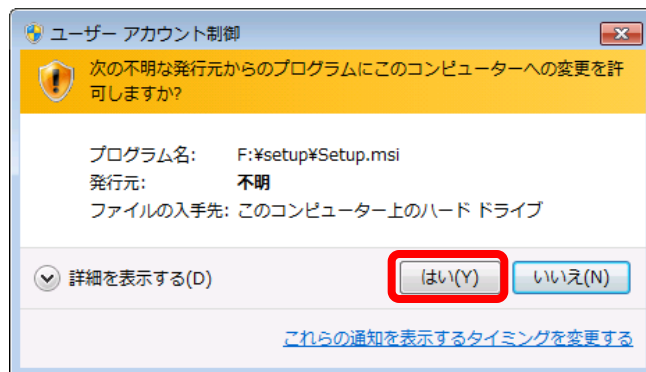 ユーザー アカウント制御
次の不明な発行元からのプログラムにこのコンピューターへの変更を許
可しますか?
プログラム名: F:¥setup¥Setup.msi
発行元: 不明
ファイルの入手先: このコンピューター上のハード ドライブ
詳細を表示する(D) はい(Y) いいえ(N)
これらの通知を表示するタイミングを変更する